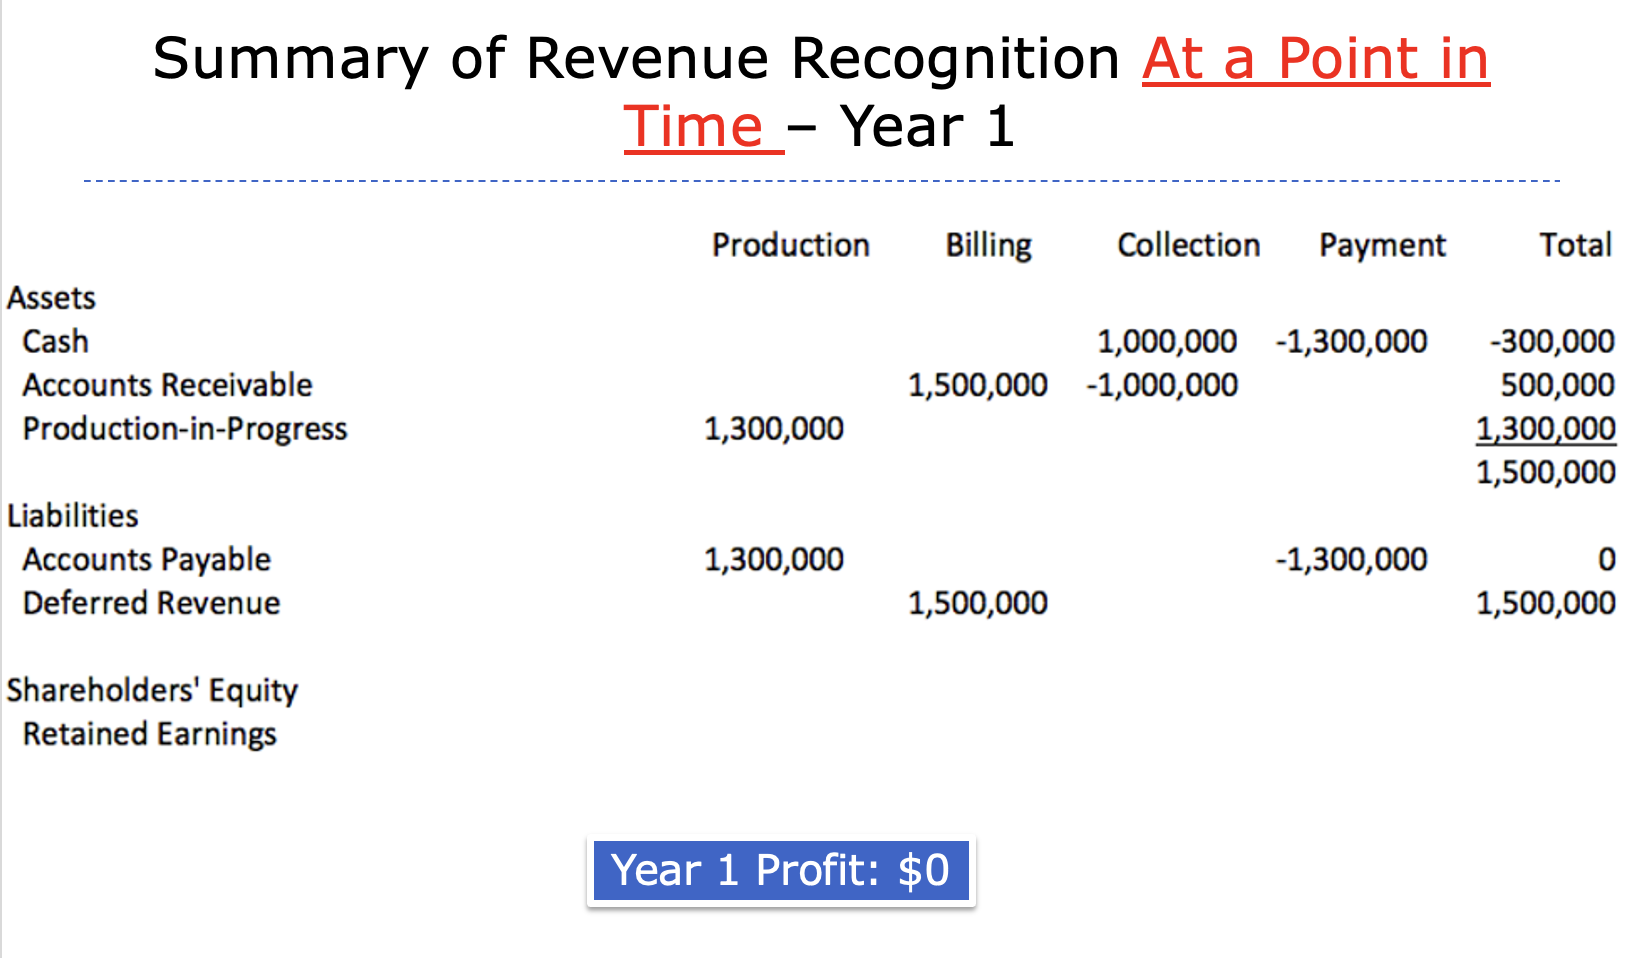 Summary of Revenue Recognition At a Point in
Time – Year 1
Production Billing Collection Payment Total
Assets
Cash 1,000,000 -1,300,000 -300,000
Accounts Receivable 1,500,000 -1,000,000 500,000
Production-in-Progress 1,300,000 1,300,000
1,500,000
Liabilities
Accounts Payable 1,300,000 -1,300,000 0
Deferred Revenue 1,500,000 1,500,000
Shareholders' Equity
Retained Earnings
Year 1 Profit: $0